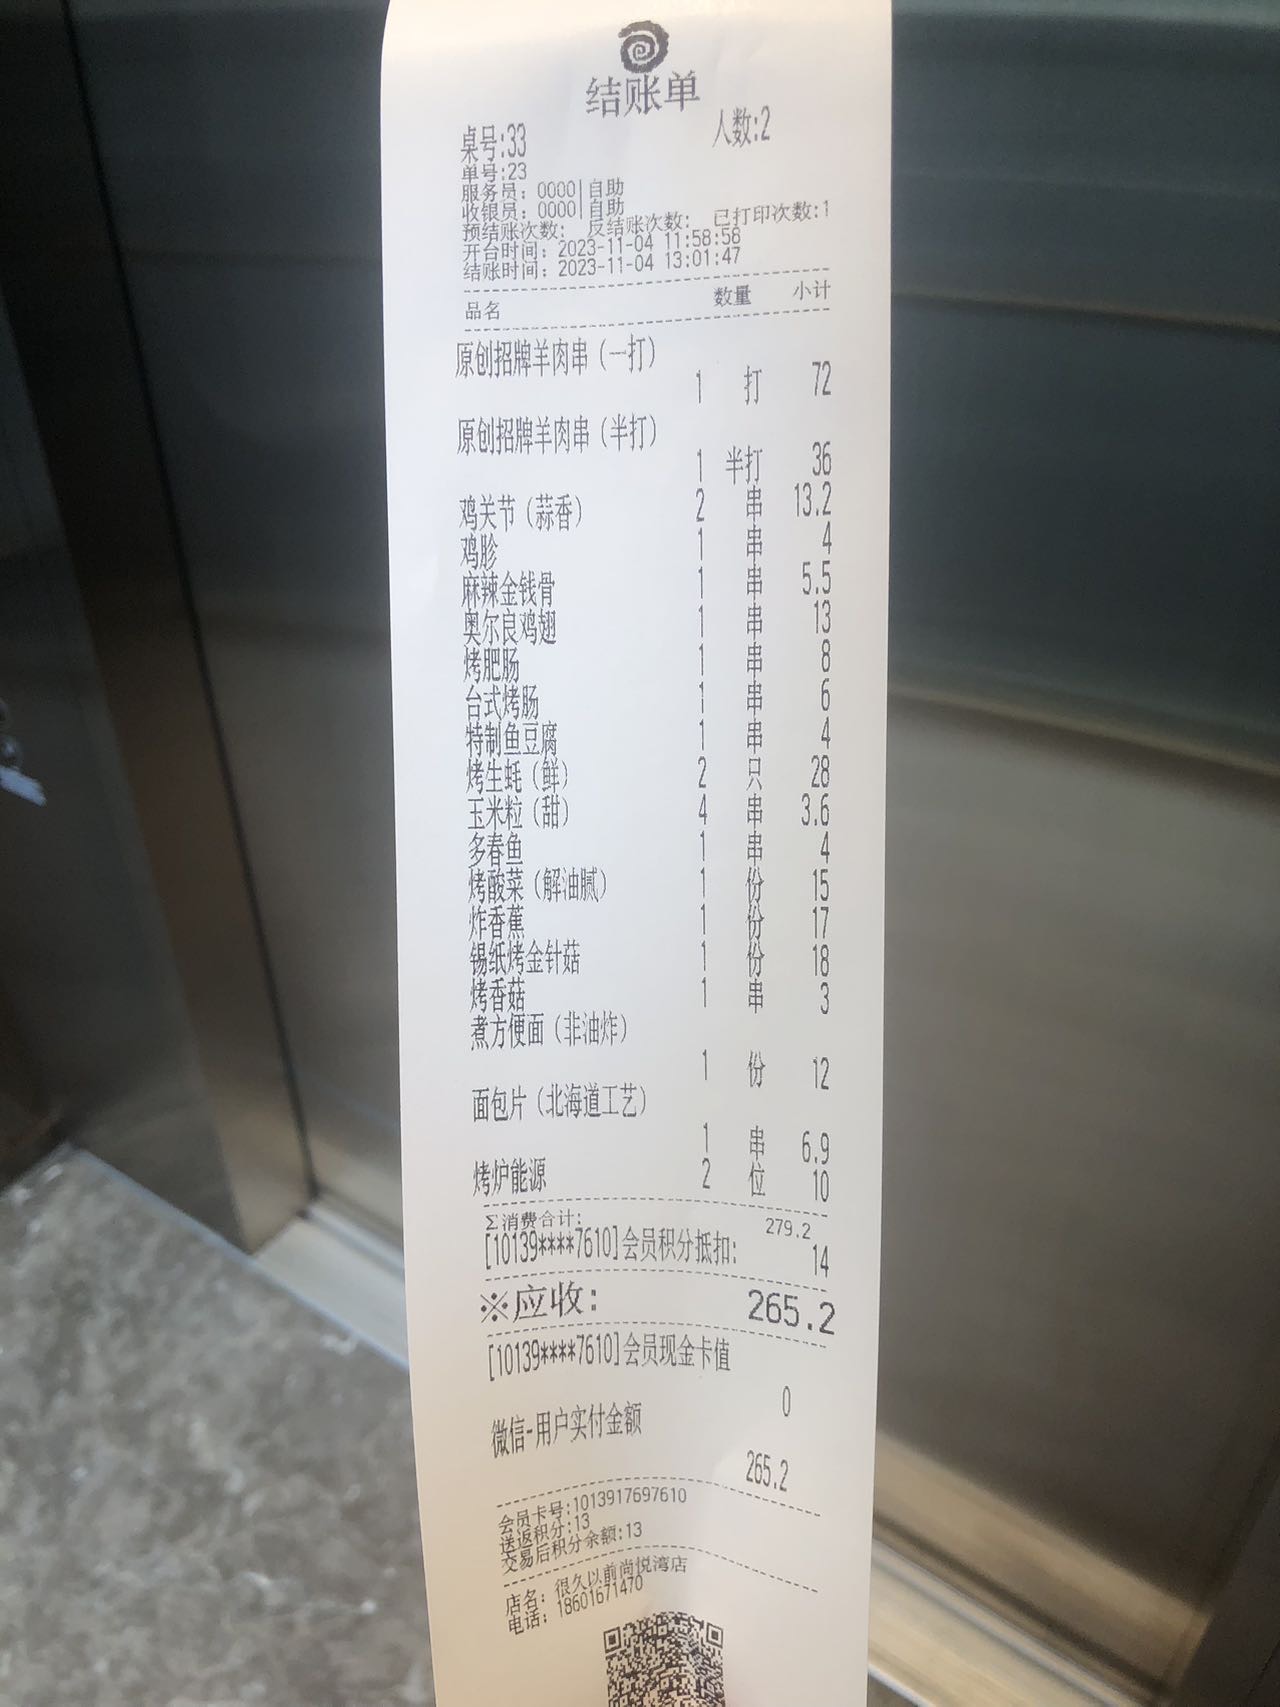 结账单
桌号:33 人数:2
单号:23
服务员: 0000|自助
收银员: 0000|自助
预结账次数: 反结账次数: 已打印次数:1
开台时间: 2023-11-04 11:58:58
结账时间: 2023-11-04 13:01:47
品名 数量 小计
原创招牌羊肉串(一打)
1 打 72
原创招牌羊肉串(半打)
1 半打 36
鸡关节(蒜香) 2 串 13.2
鸡胗 1 串 4
麻辣金钱骨 1 串 5.5
奥尔良鸡翅 1 串 13
烤肥肠 1 串 8
台式烤肠 1 串 6
特制鱼豆腐 1 串 4
烤生蚝(鲜) 2 只 28
玉米粒(甜) 4 串 3.6
多春鱼 1 串 4
烤酸菜(解油腻) 1 份 15
炸香蕉 1 份 17
锡纸烤金针菇 1 份 18
烤香菇 1 串 3
煮方便面(非油炸)
1 份 12
面包片(北海道工艺)
1 串 6.9
烤炉能源 2 位 10
Σ消费合计: 279.2
[10139****7610]会员积分抵扣: 14
※应收: 265.2
[10139****7610]会员现金卡值
0
微信-用户实付金额
265.2
会员卡号:1013917697610
送返积分:13
交易后积分余额:13
店名: 很久以前尚悦湾店
电话: 18601671470